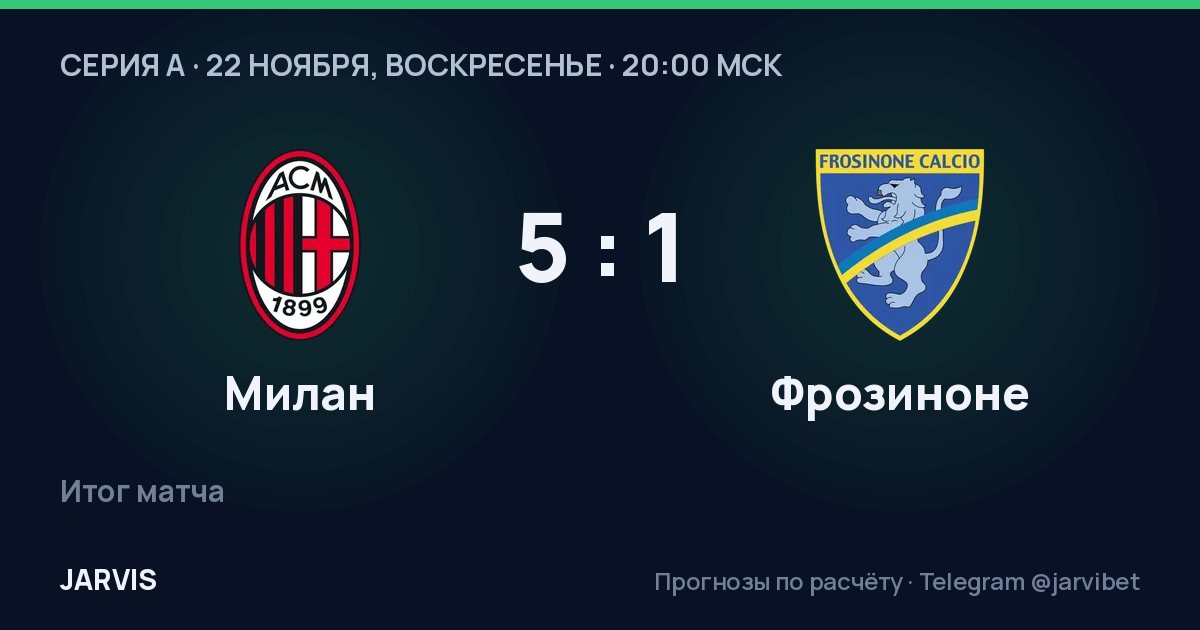 СЕРИЯ А · 22 НОЯБРЯ, ВОСКРЕСЕНЬЕ · 20:00 МСК
ACM
1899
5 : 1
FROSINONE CALCIO
Милан
Фрозиноне
Итог матча
JARVIS
Прогнозы по расчёту · Telegram @jarvibet